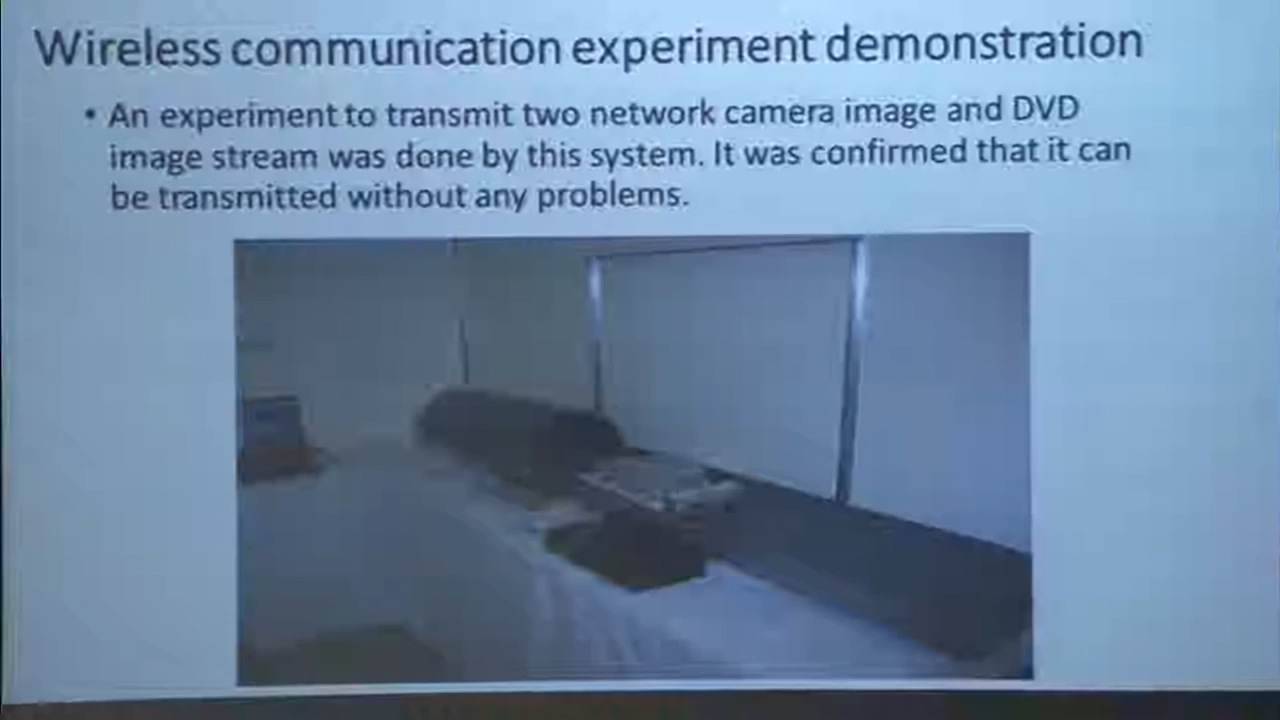 Wireless communication experiment demonstration
• An experiment to transmit two network camera image and DVD
image stream was done by this system. It was confirmed that it can
be transmitted without any problems.